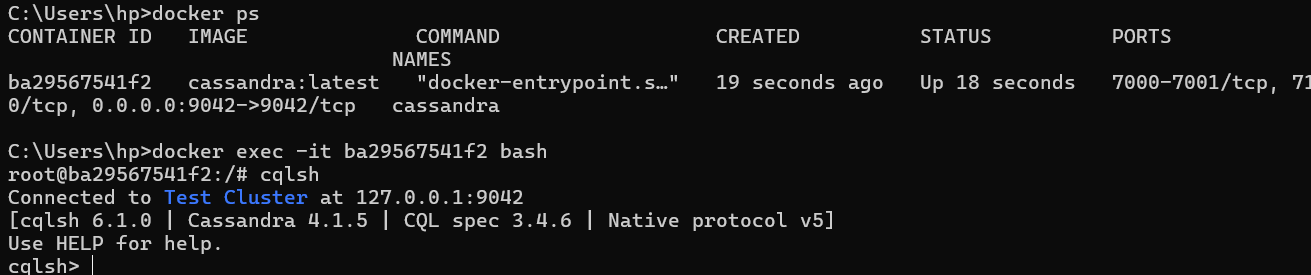 C:\Users\hp>docker ps
CONTAINER ID   IMAGE              COMMAND                  CREATED          STATUS          PORTS
                                NAMES
ba29567541f2   cassandra:latest   "docker-entrypoint.s…"   19 seconds ago   Up 18 seconds   7000-7001/tcp, 71
0/tcp, 0.0.0.0:9042->9042/tcp   cassandra
C:\Users\hp>docker exec -it ba29567541f2 bash
root@ba29567541f2:/# cqlsh
Connected to Test Cluster at 127.0.0.1:9042
[cqlsh 6.1.0 | Cassandra 4.1.5 | CQL spec 3.4.6 | Native protocol v5]
Use HELP for help.
cqlsh>